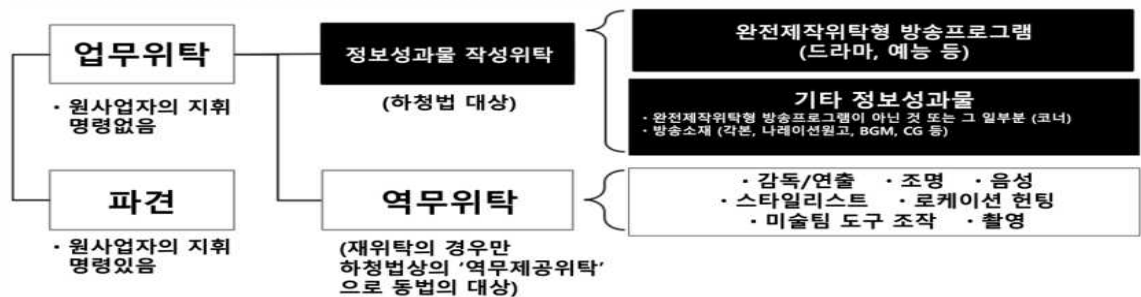 업무위탁
· 원사업자의 지휘
명령없음
파견
· 원사업자의 지휘
명령있음
정보성과물 작성위탁
(하청법 대상)
역무위탁
(재위탁의 경우만
하청법상의 ‘역무제공위탁’
으로 동법의 대상)
완전제작위탁형 방송프로그램
(드라마, 예능 등)
기타 정보성과물
· 완전제작위탁형 방송프로그램이 아닌 것 또는 그 일부분 (코너)
· 방송소재 (각본, 나레이션원고, BGM, CG 등)
· 감독/연출 · 조명 · 음성
· 스타일리스트 · 로케이션 헌팅
· 미술팀 도구 조작 · 촬영